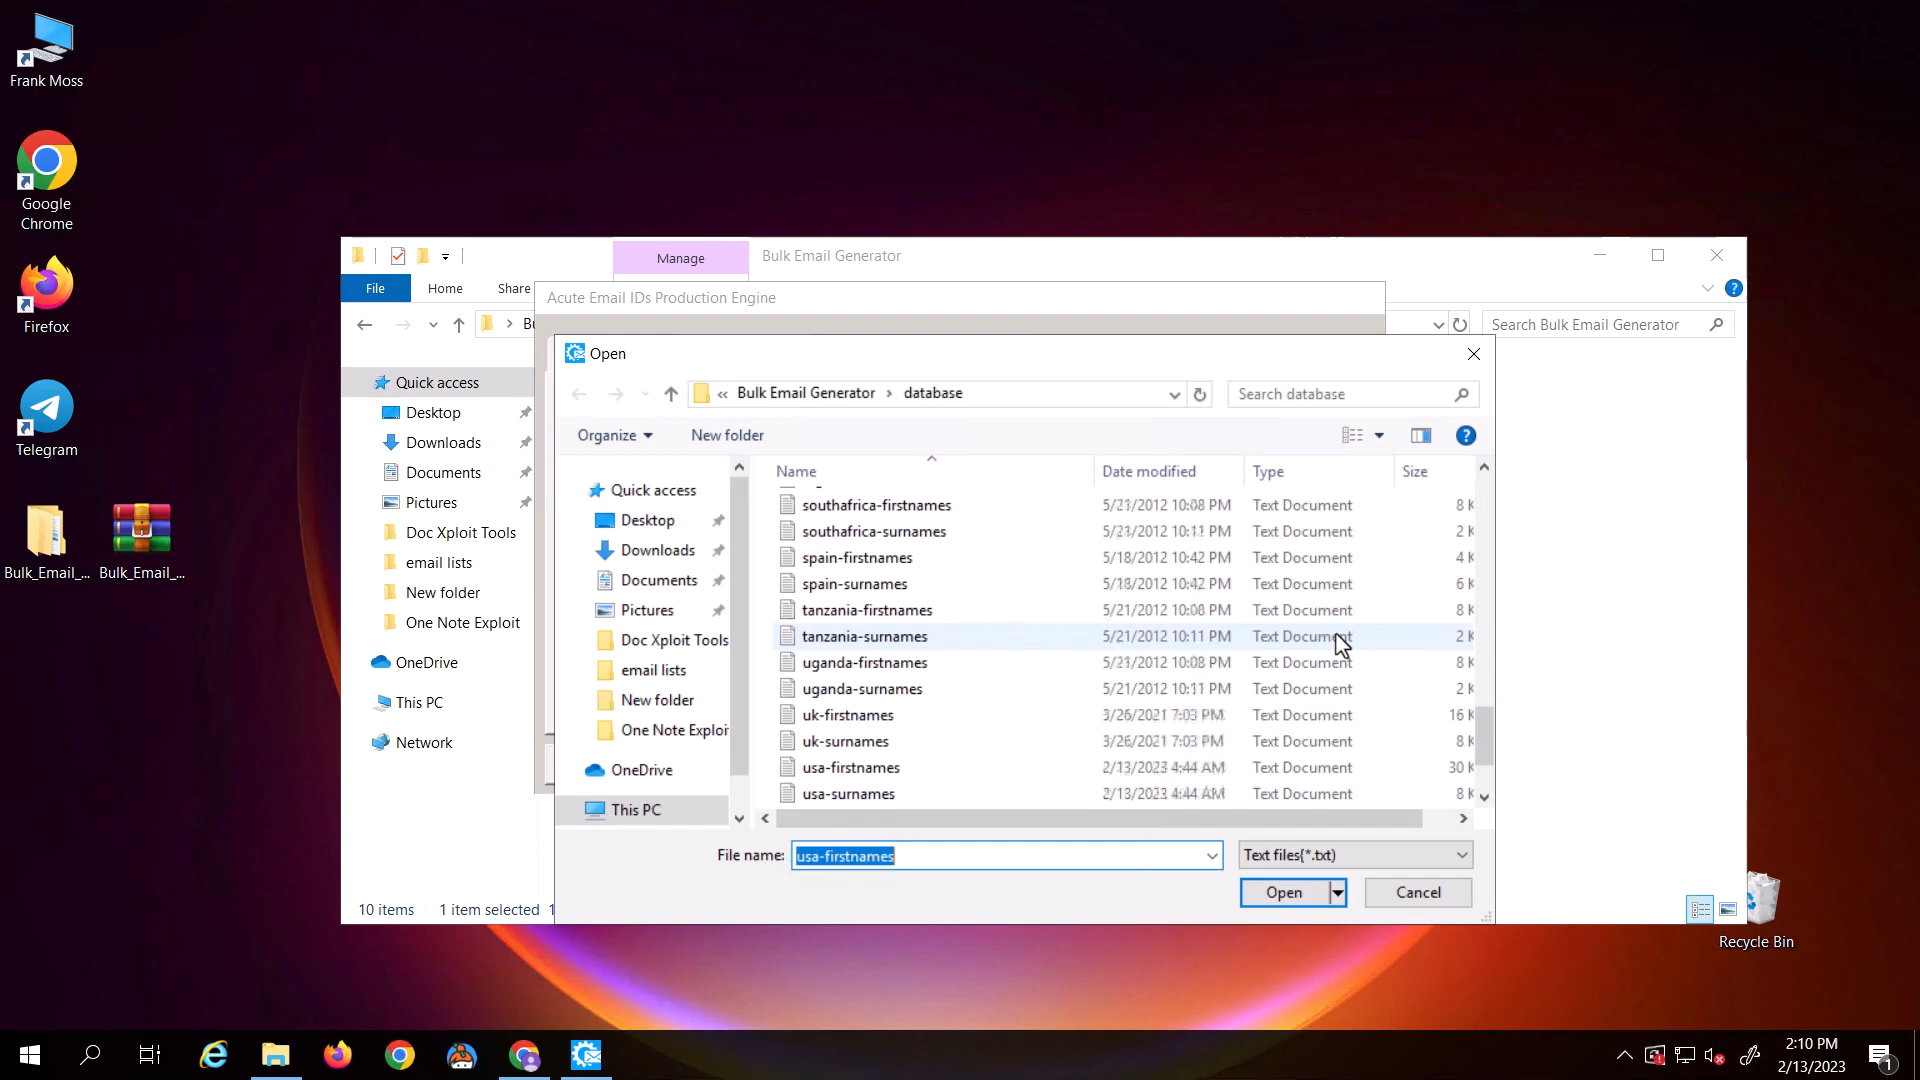 Frank Moss
Google
Chrome
Firefox
Telegram
Bulk_Email_...
Bulk_Email_...
Manage
Bulk Email Generator
File
Home
Share
Search Bulk Email Generator
Quick access
Desktop
Downloads
Documents
Pictures
Doc Xploit Tools
email lists
New folder
One Note Exploit
OneDrive
This PC
Network
10 items
1 item selected
Acute Email IDs Production Engine
Open
« Bulk Email Generator > database
Search database
Organize
New folder
Quick access
Desktop
Downloads
Documents
Pictures
Doc Xploit Tools
email lists
New folder
One Note Exploi
OneDrive
This PC
Name Date modified Type Size
southafrica-firstnames 5/21/2012 10:08 PM Text Document 8 K
southafrica-surnames 5/21/2012 10:11 PM Text Document 2 K
spain-firstnames 5/18/2012 10:42 PM Text Document 4 K
spain-surnames 5/18/2012 10:42 PM Text Document 6 K
tanzania-firstnames 5/21/2012 10:08 PM Text Document 8 K
tanzania-surnames 5/21/2012 10:11 PM Text Document 2 K
uganda-firstnames 5/21/2012 10:08 PM Text Document 8 K
uganda-surnames 5/21/2012 10:11 PM Text Document 2 K
uk-firstnames 3/26/2021 7:03 PM Text Document 16 K
uk-surnames 3/26/2021 7:03 PM Text Document 8 K
usa-firstnames 2/13/2023 4:44 AM Text Document 30 K
usa-surnames 2/13/2023 4:44 AM Text Document 8 K
File name: usa-firstnames
Text files(*.txt)
Open
Cancel
Recycle Bin
2:10 PM
2/13/2023
1